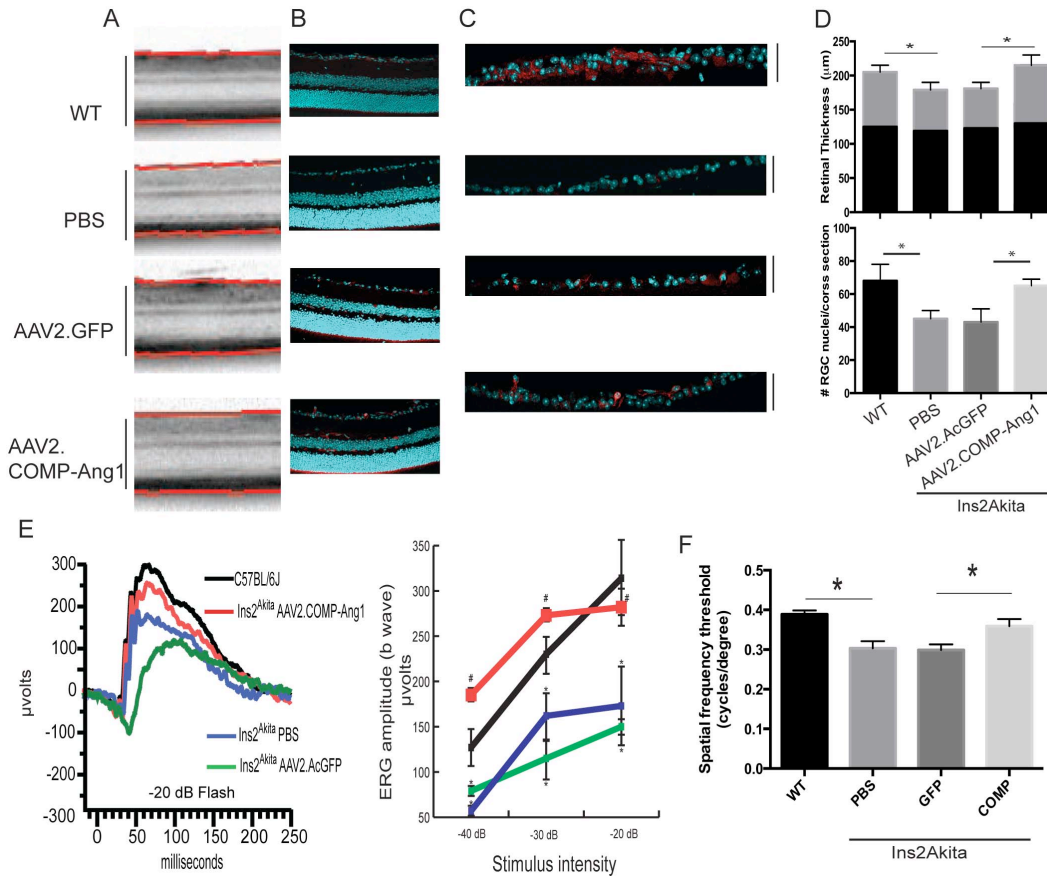 A
B
C
D
WT
PBS
AAV2.GFP
AAV2.
COMP-Ang1
Retinal Thickness (µm)
250
200
150
100
50
0
*
*
# RGC nuclei/corss section
100
80
60
40
20
0
*
*
WT
PBS
AAV2.AcGFP
AAV2.COMP-Ang1
Ins2Akita
E
µvolts
300
200
100
0
-100
-200
-300
C57BL/6J
Ins2Akita AAV2.COMP-Ang1
Ins2Akita PBS
Ins2Akita AAV2.AcGFP
-20 dB Flash
0 50 100 150 200 250
milliseconds
ERG amplitude (b wave)
µvolts
350
300
250
200
150
100
50
#
#
#
*
*
*
*
*
*
-40 dB
-30 dB
-20 dB
Stimulus intensity
F
Spatial frequency threshold
(cycles/degree)
0.5
0.4
0.3
0.2
0.1
0.0
*
*
WT
PBS
GFP
COMP
Ins2Akita